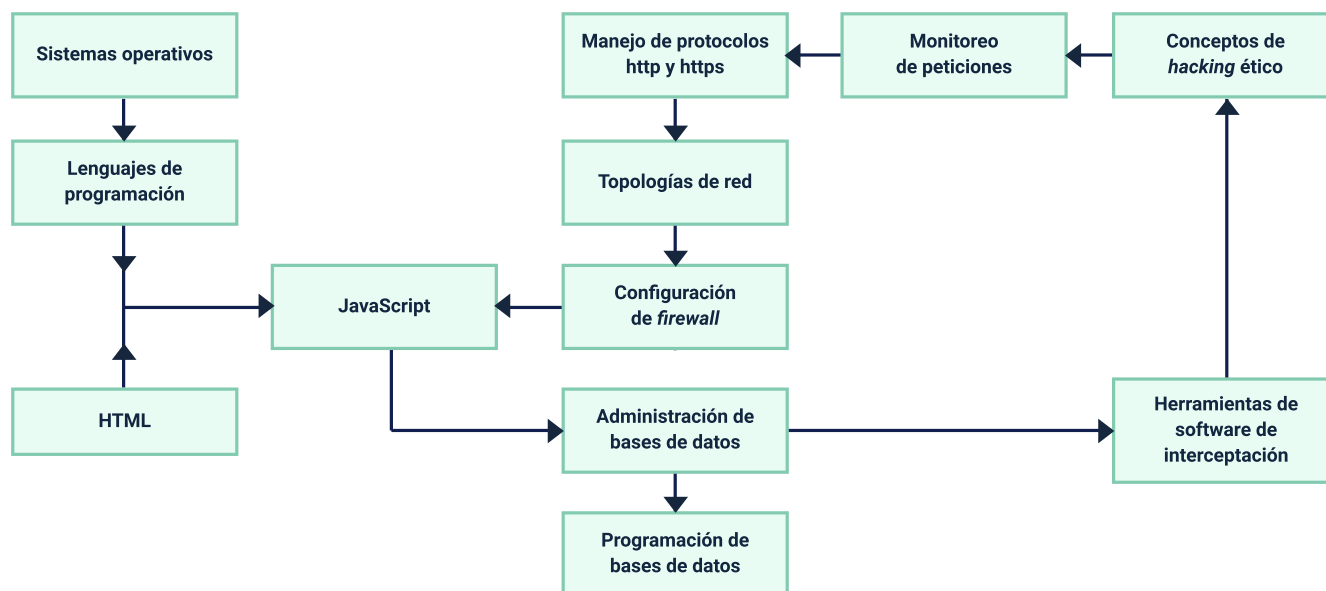 Sistemas operativos
Manejo de protocolos
http y https
Monitoreo
de peticiones
Conceptos de
hacking ético
Lenguajes de
programación
Topologías de red
JavaScript
Configuración
de firewall
HTML
Administración de
bases de datos
Herramientas de
software de
interceptación
Programación de
bases de datos